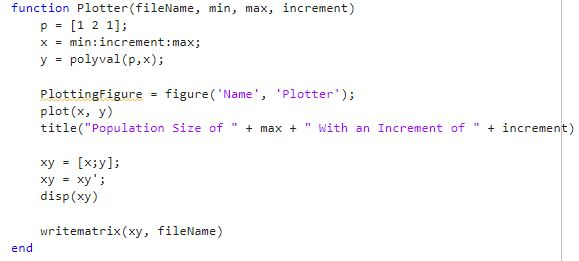 function Plotter(fileName, min, max, increment)
    p = [1 2 1];
    x = min:increment:max;
    y = polyval(p,x);

    PlottingFigure = figure('Name', 'Plotter');
    plot(x, y)
    title("Population Size of " + max + " With an Increment of " + increment)

    xy = [x;y];
    xy = xy';
    disp(xy)

    writematrix(xy, fileName)
end